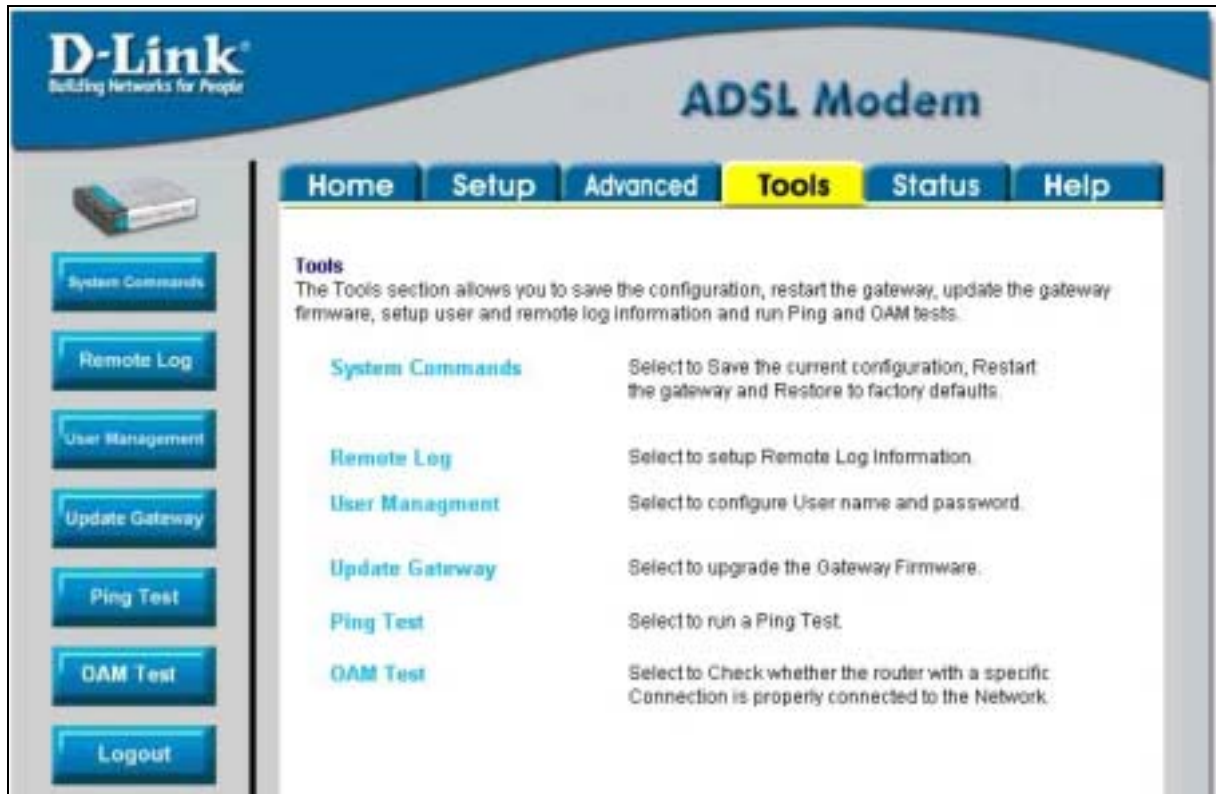 D-Link
Building Networks for People
ADSL Modem
Home Setup Advanced Tools Status Help
System Commands
Remote Log
User Management
Update Gateway
Ping Test
OAM Test
Logout
Tools
The Tools section allows you to save the configuration, restart the gateway, update the gateway
firmware, setup user and remote log information and run Ping and OAM tests.
System Commands Select to Save the current configuration, Restart
the gateway and Restore to factory defaults.
Remote Log Select to setup Remote Log Information.
User Managment Select to configure User name and password.
Update Gateway Select to upgrade the Gateway Firmware.
Ping Test Select to run a Ping Test.
OAM Test Select to Check whether the router with a specific
Connection is properly connected to the Network.